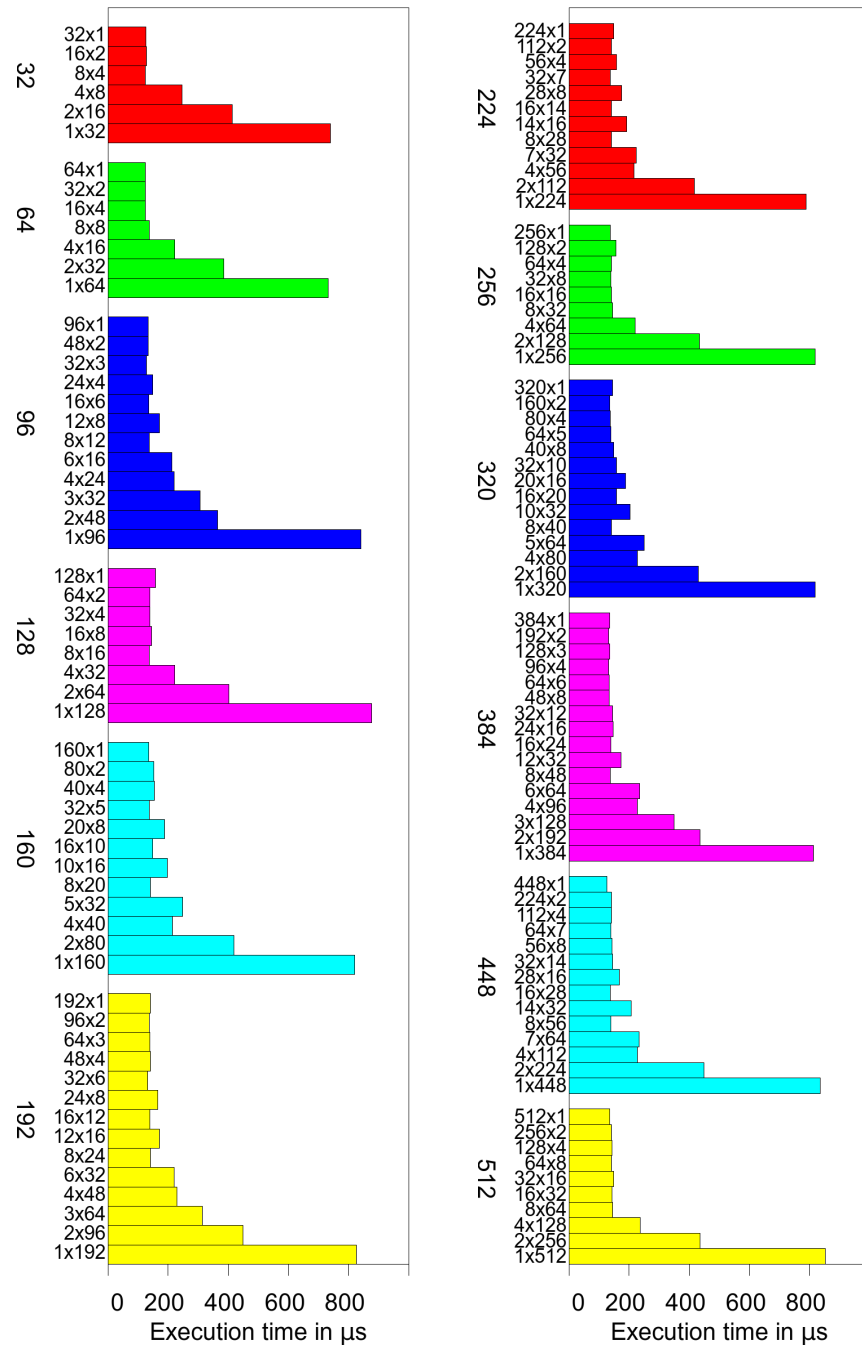 32
32x1
16x2
8x4
4x8
2x16
1x32
64
64x1
32x2
16x4
8x8
4x16
2x32
1x64
96
96x1
48x2
32x3
24x4
16x6
12x8
8x12
6x16
4x24
3x32
2x48
1x96
128
128x1
64x2
32x4
16x8
8x16
4x32
2x64
1x128
160
160x1
80x2
40x4
32x5
20x8
16x10
10x16
8x20
5x32
4x40
2x80
1x160
192
192x1
96x2
64x3
48x4
32x6
24x8
16x12
12x16
8x24
6x32
4x48
3x64
2x96
1x192
0 200 400 600 800
Execution time in µs
224
224x1
112x2
56x4
32x7
28x8
16x14
14x16
8x28
7x32
4x56
2x112
1x224
256
256x1
128x2
64x4
32x8
16x16
8x32
4x64
2x128
1x256
320
320x1
160x2
80x4
64x5
40x8
32x10
20x16
16x20
10x32
8x40
5x64
4x80
2x160
1x320
384
384x1
192x2
128x3
96x4
64x6
48x8
32x12
24x16
16x24
12x32
8x48
6x64
4x96
3x128
2x192
1x384
448
448x1
224x2
112x4
64x7
56x8
32x14
28x16
16x28
14x32
8x56
7x64
4x112
2x224
1x448
512
512x1
256x2
128x4
64x8
32x16
16x32
8x64
4x128
2x256
1x512
0 200 400 600 800
Execution time in µs